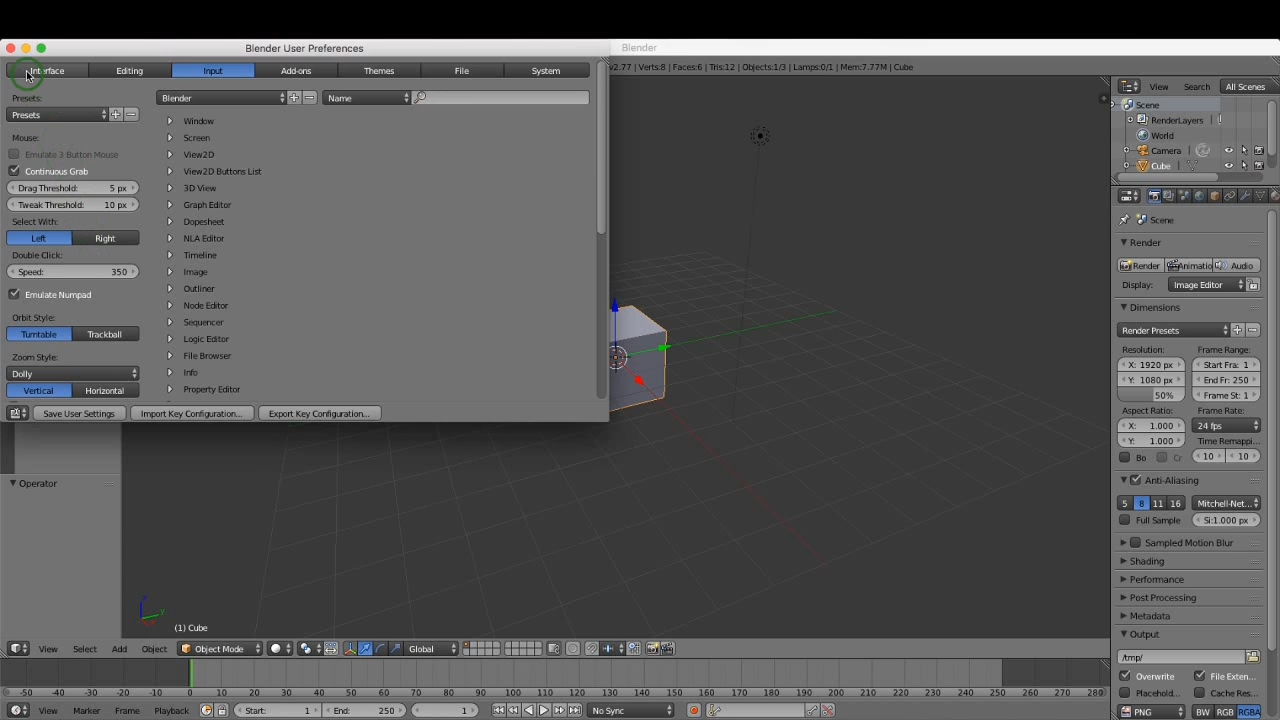 Blender User Preferences
Blender
Interface Editing Input Add-ons Themes File System
v2.77 | Verts:8 | Faces:6 | Tris:12 | Objects:1/3 | Lamps:0/1 | Mem:7.77M | Cube
View Search All Scenes
Presets:
Presets
Blender
Name
Mouse:
Emulate 3 Button Mouse
Continuous Grab
Drag Threshold: 5 px
Tweak Threshold: 10 px
Select With:
Left Right
Double Click:
Speed: 350
Emulate Numpad
Orbit Style:
Turntable Trackball
Zoom Style:
Dolly
Vertical Horizontal
Window
Screen
View2D
View2D Buttons List
3D View
Graph Editor
Dopesheet
NLA Editor
Timeline
Image
Outliner
Node Editor
Sequencer
Logic Editor
File Browser
Info
Property Editor
Save User Settings Import Key Configuration... Export Key Configuration...
Operator
Scene
RenderLayers
World
Camera
Cube
Scene
Render
Render Animatio Audio
Display: Image Editor
Dimensions
Render Presets
Resolution: Frame Range:
X: 1920 px Start Fra: 1
Y: 1080 px End Fr: 250
50% Frame St: 1
Aspect Ratio: Frame Rate:
X: 1.000 24 fps
Y: 1.000 Time Remappi...
Bo Cr 10 10
Anti-Aliasing
5 8 11 16 Mitchell-Net...
Full Sample Si:1.000 px
Sampled Motion Blur
Shading
Performance
Post Processing
Metadata
Output
/tmp/
Overwrite File Exten...
Placehold... Cache Res...
PNG BW RGB RGBA
(1) Cube
View Select Add Object Object Mode Global
-50 -40 -30 -20 -10 0 10 20 30 40 50 60 70 80 90 100 110 120 130 140 150 160 170 180 190 200 210 220 230 240 250 260 270 280
View Marker Frame Playback Start: 1 End: 250 1 No Sync